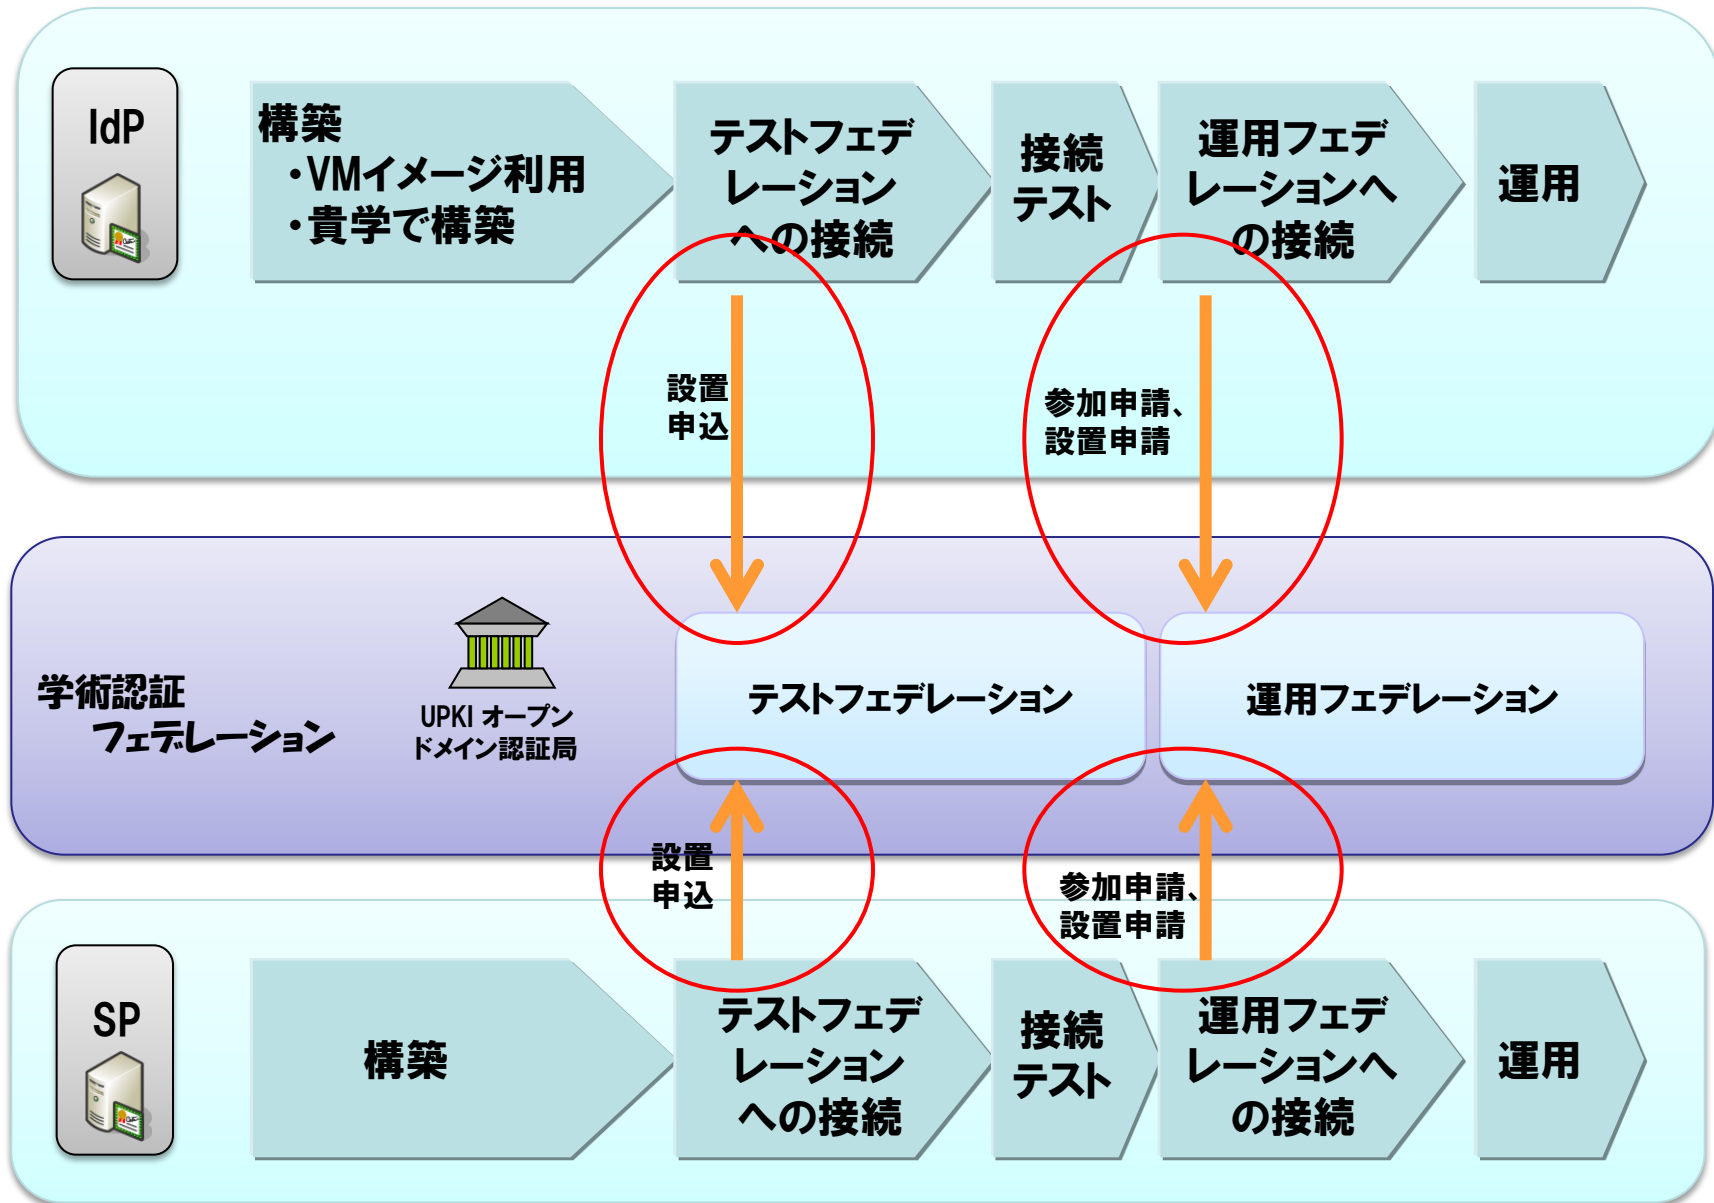 IdP
構築
・VMイメージ利用
・貴学で構築
テストフェデ
レーション
への接続
接続
テスト
運用フェデ
レーションへ
の接続
運用
設置
申込
参加申請、
設置申請
学術認証
フェデレーション
UPKI オープン
ドメイン認証局
テストフェデレーション
運用フェデレーション
設置
申込
参加申請、
設置申請
SP
構築
テストフェデ
レーション
への接続
接続
テスト
運用フェデ
レーションへ
の接続
運用